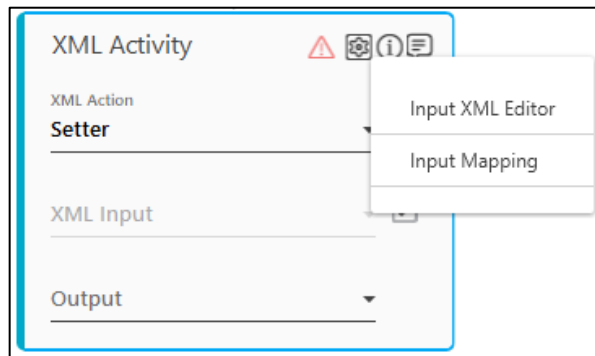 XML Activity
XML Action
Setter
Input XML Editor
Input Mapping
XML Input
Output